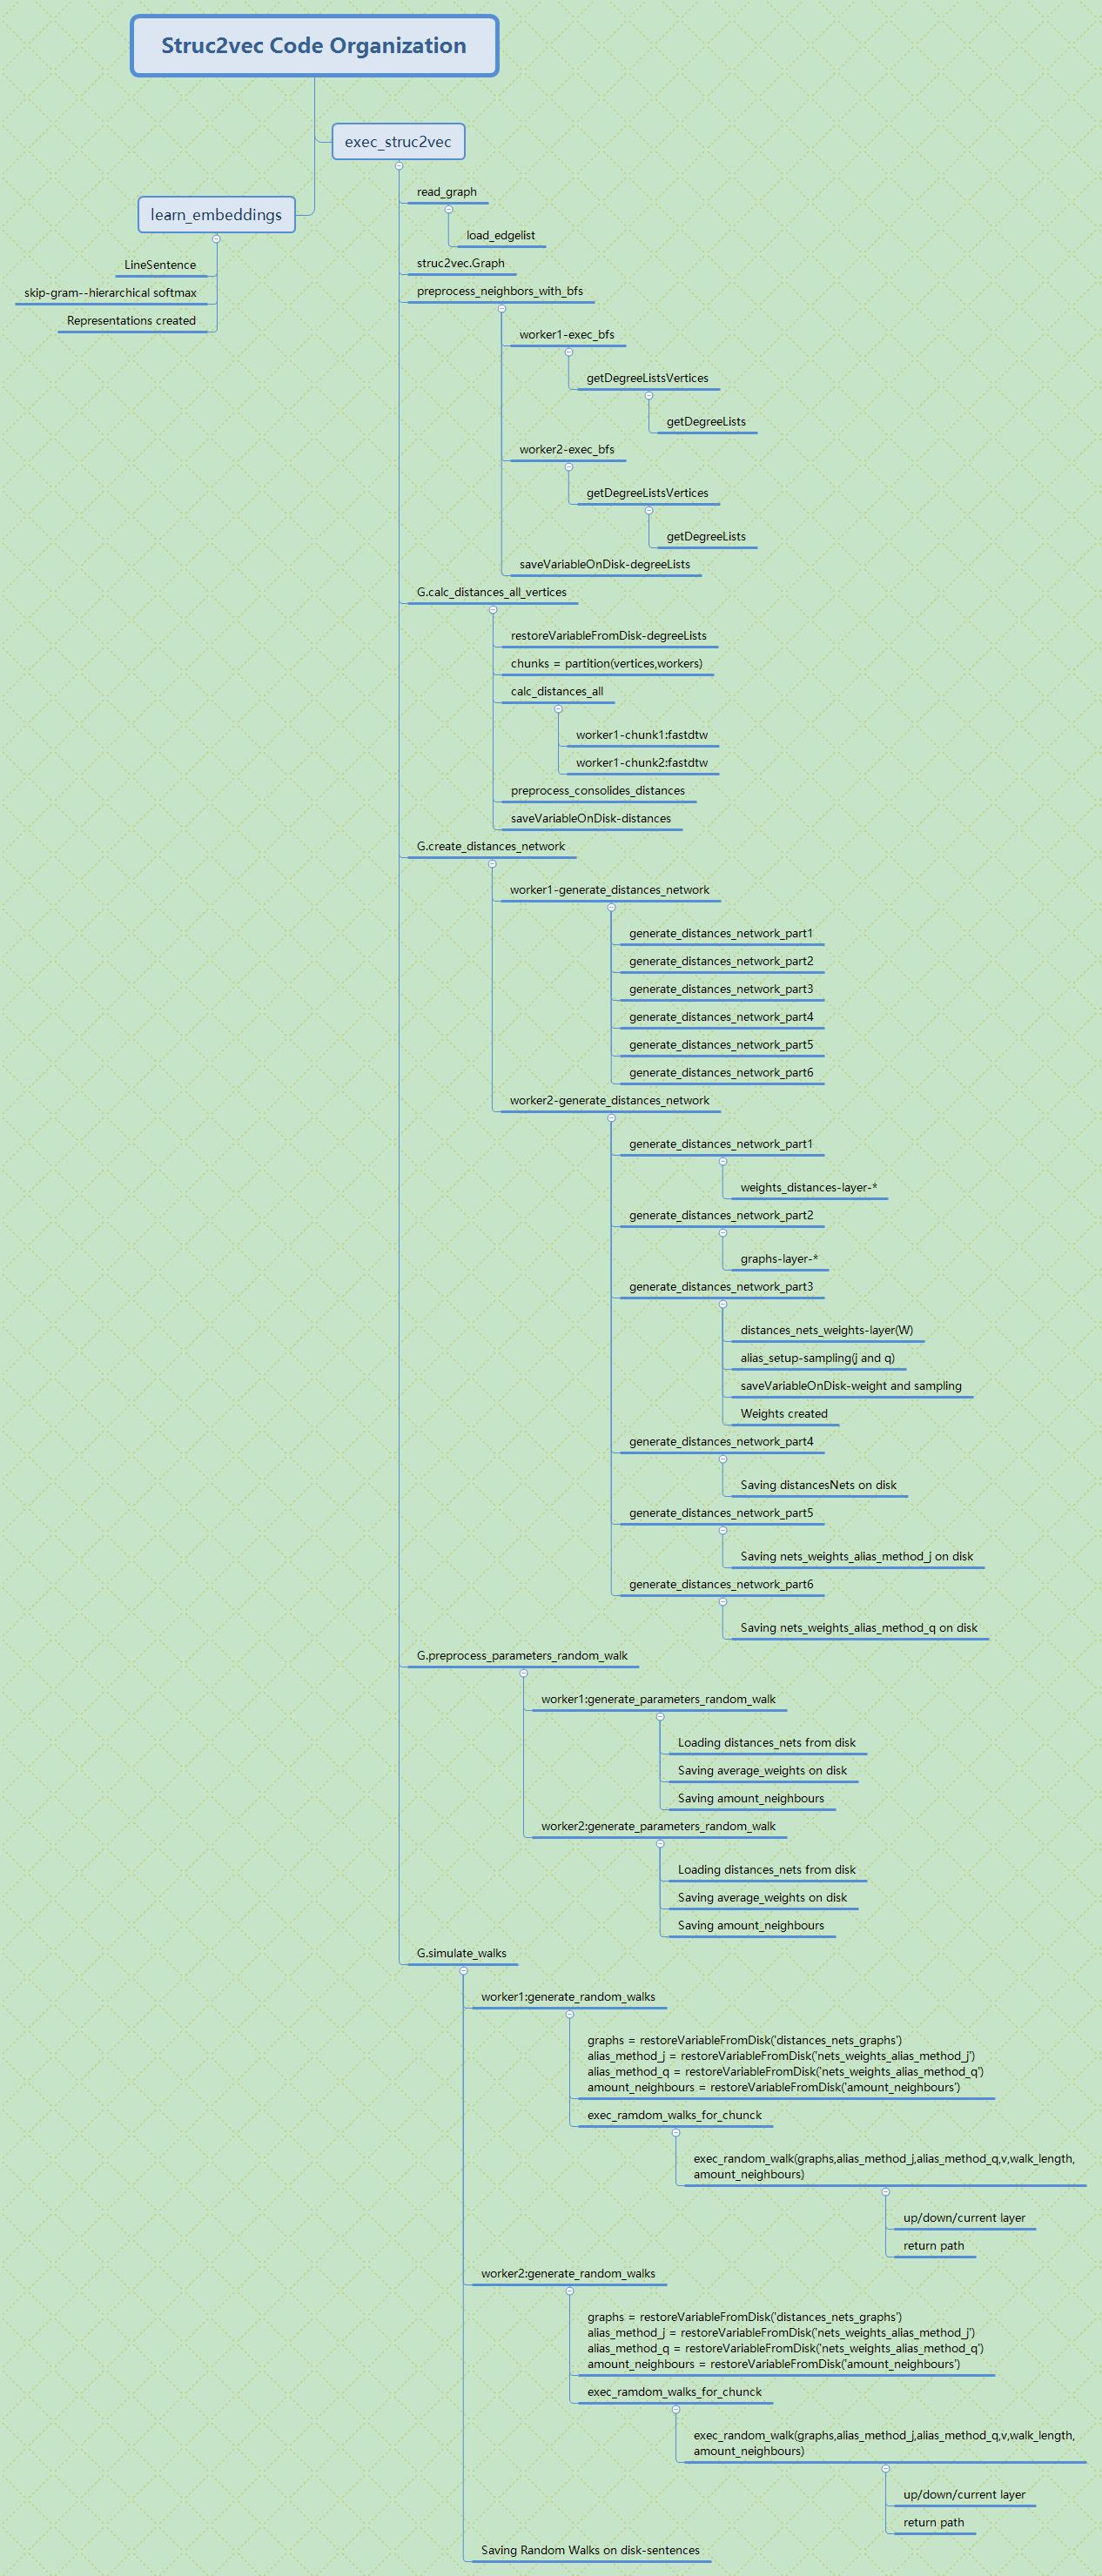 Struc2vec Code Organization
exec_struc2vec
read_graph
load_edgelist
struc2vec.Graph
preprocess_neighbors_with_bfs
worker1-exec_bfs
getDegreeListsVertices
getDegreeLists
worker2-exec_bfs
getDegreeListsVertices
getDegreeLists
saveVariableOnDisk-degreeLists
G.calc_distances_all_vertices
restoreVariableFromDisk-degreeLists
chunks = partition(vertices,workers)
calc_distances_all
worker1-chunk1:fastdtw
worker1-chunk2:fastdtw
preprocess_consolides_distances
saveVariableOnDisk-distances
G.create_distances_network
worker1-generate_distances_network
generate_distances_network_part1
generate_distances_network_part2
generate_distances_network_part3
generate_distances_network_part4
generate_distances_network_part5
generate_distances_network_part6
worker2-generate_distances_network
generate_distances_network_part1
weights_distances-layer-*
generate_distances_network_part2
graphs-layer-*
generate_distances_network_part3
distances_nets_weights-layer(W)
alias_setup-sampling(j and q)
saveVariableOnDisk-weight and sampling
Weights created
generate_distances_network_part4
Saving distancesNets on disk
generate_distances_network_part5
Saving nets_weights_alias_method_j on disk
generate_distances_network_part6
Saving nets_weights_alias_method_q on disk
G.preprocess_parameters_random_walk
worker1:generate_parameters_random_walk
Loading distances_nets from disk
Saving average_weights on disk
Saving amount_neighbours
worker2:generate_parameters_random_walk
Loading distances_nets from disk
Saving average_weights on disk
Saving amount_neighbours
G.simulate_walks
worker1:generate_random_walks
graphs = restoreVariableFromDisk('distances_nets_graphs')
alias_method_j = restoreVariableFromDisk('nets_weights_alias_method_j')
alias_method_q = restoreVariableFromDisk('nets_weights_alias_method_q')
amount_neighbours = restoreVariableFromDisk('amount_neighbours')
exec_ramdom_walks_for_chunck
exec_random_walk(graphs,alias_method_j,alias_method_q,v,walk_length,
amount_neighbours)
up/down/current layer
return path
worker2:generate_random_walks
graphs = restoreVariableFromDisk('distances_nets_graphs')
alias_method_j = restoreVariableFromDisk('nets_weights_alias_method_j')
alias_method_q = restoreVariableFromDisk('nets_weights_alias_method_q')
amount_neighbours = restoreVariableFromDisk('amount_neighbours')
exec_ramdom_walks_for_chunck
exec_random_walk(graphs,alias_method_j,alias_method_q,v,walk_length,
amount_neighbours)
up/down/current layer
return path
Saving Random Walks on disk-sentences
learn_embeddings
LineSentence
skip-gram--hierarchical softmax
Representations created